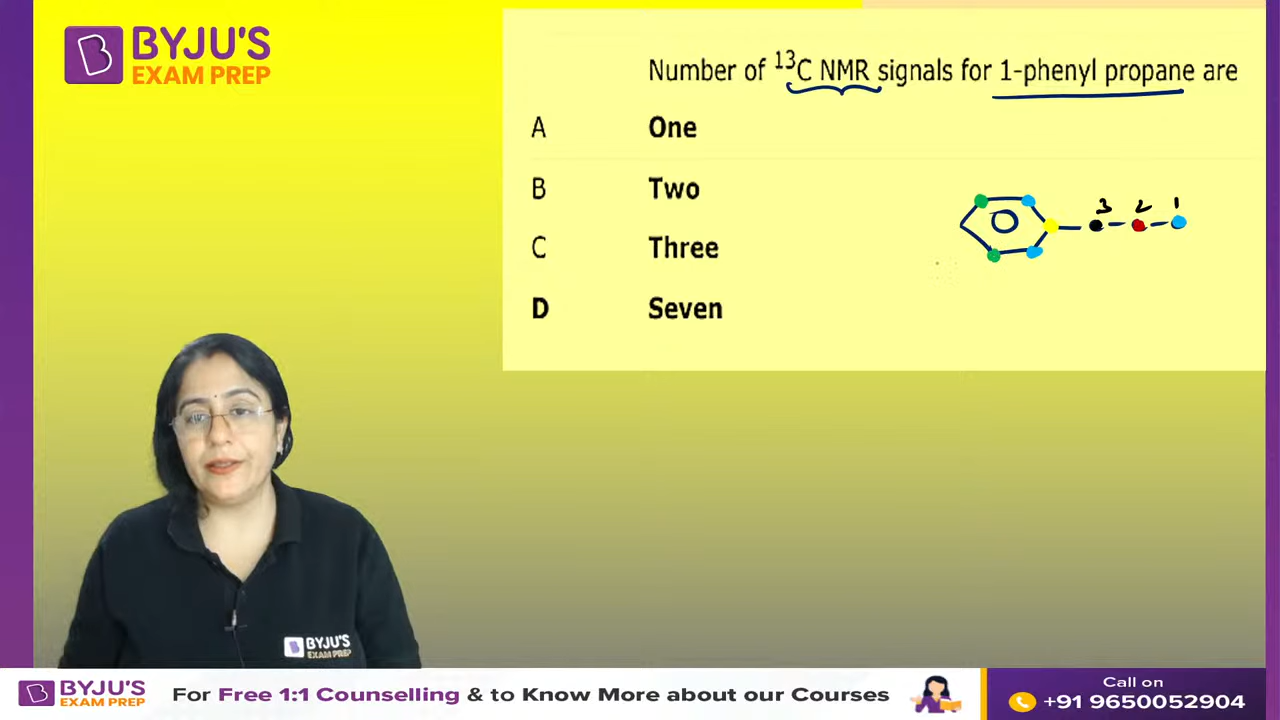 BYJU'S
EXAM PREP
Number of ¹³C NMR signals for 1-phenyl propane are
A One
B Two
C Three
D Seven
3 2 1
BYJU'S
EXAM PREP
BYJU'S
EXAM PREP
For Free 1:1 Counselling & to Know More about our Courses
Call on
+91 9650052904